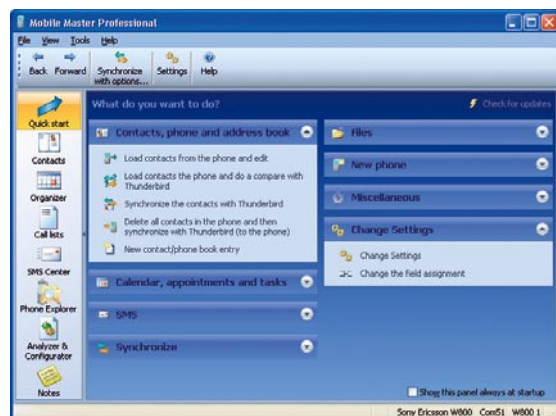 Mobile Master Professional
File View Tools Help
Back Forward Synchronize with options... Settings Help
What do you want to do?
Check for updates
Quick start
Contacts
Organizer
Call lists
SMS Center
Phone Explorer
Analyzer &
Configurator
Notes
Contacts, phone and address book
Load contacts from the phone and edit
Load contacts the phone and do a compare with
Thunderbird
Synchronize the contacts with Thunderbird
Delete all contacts in the phone and then
synchronize with Thunderbird (to the phone)
New contact/phone book entry
Calendar, appointments and tasks
SMS
Synchronize
Files
New phone
Miscellaneous
Change Settings
Change Settings
Change the field assignment
Show this panel always at startup
Sony Ericsson W800 Com51 W800 1